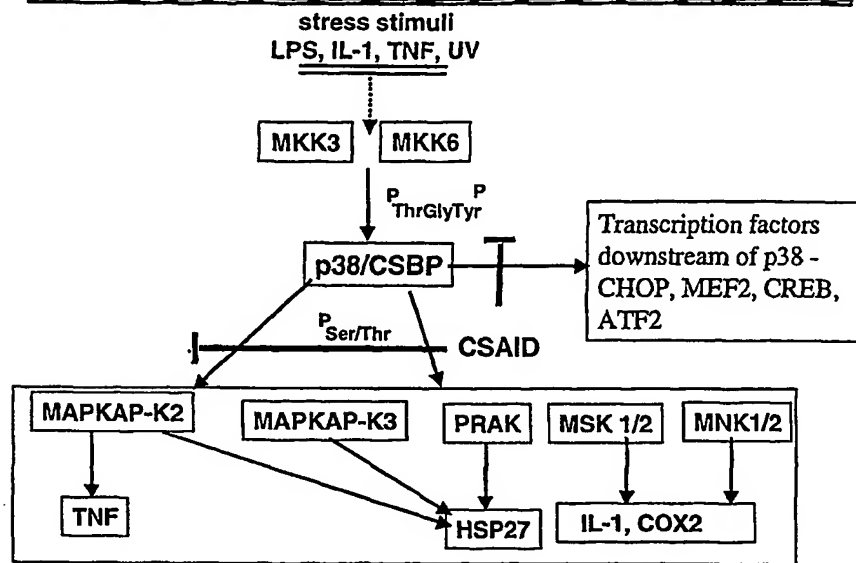 stress stimuli
LPS, IL-1, TNF, UV
MKK3
MKK6
P ThrGlyTyr P
p38/CSBP
Transcription factors
downstream of p38 -
CHOP, MEF2, CREB,
ATF2
P Ser/Thr
CSAID
MAPKAP-K2
MAPKAP-K3
PRAK
MSK 1/2
MNK1/2
TNF
HSP27
IL-1, COX2